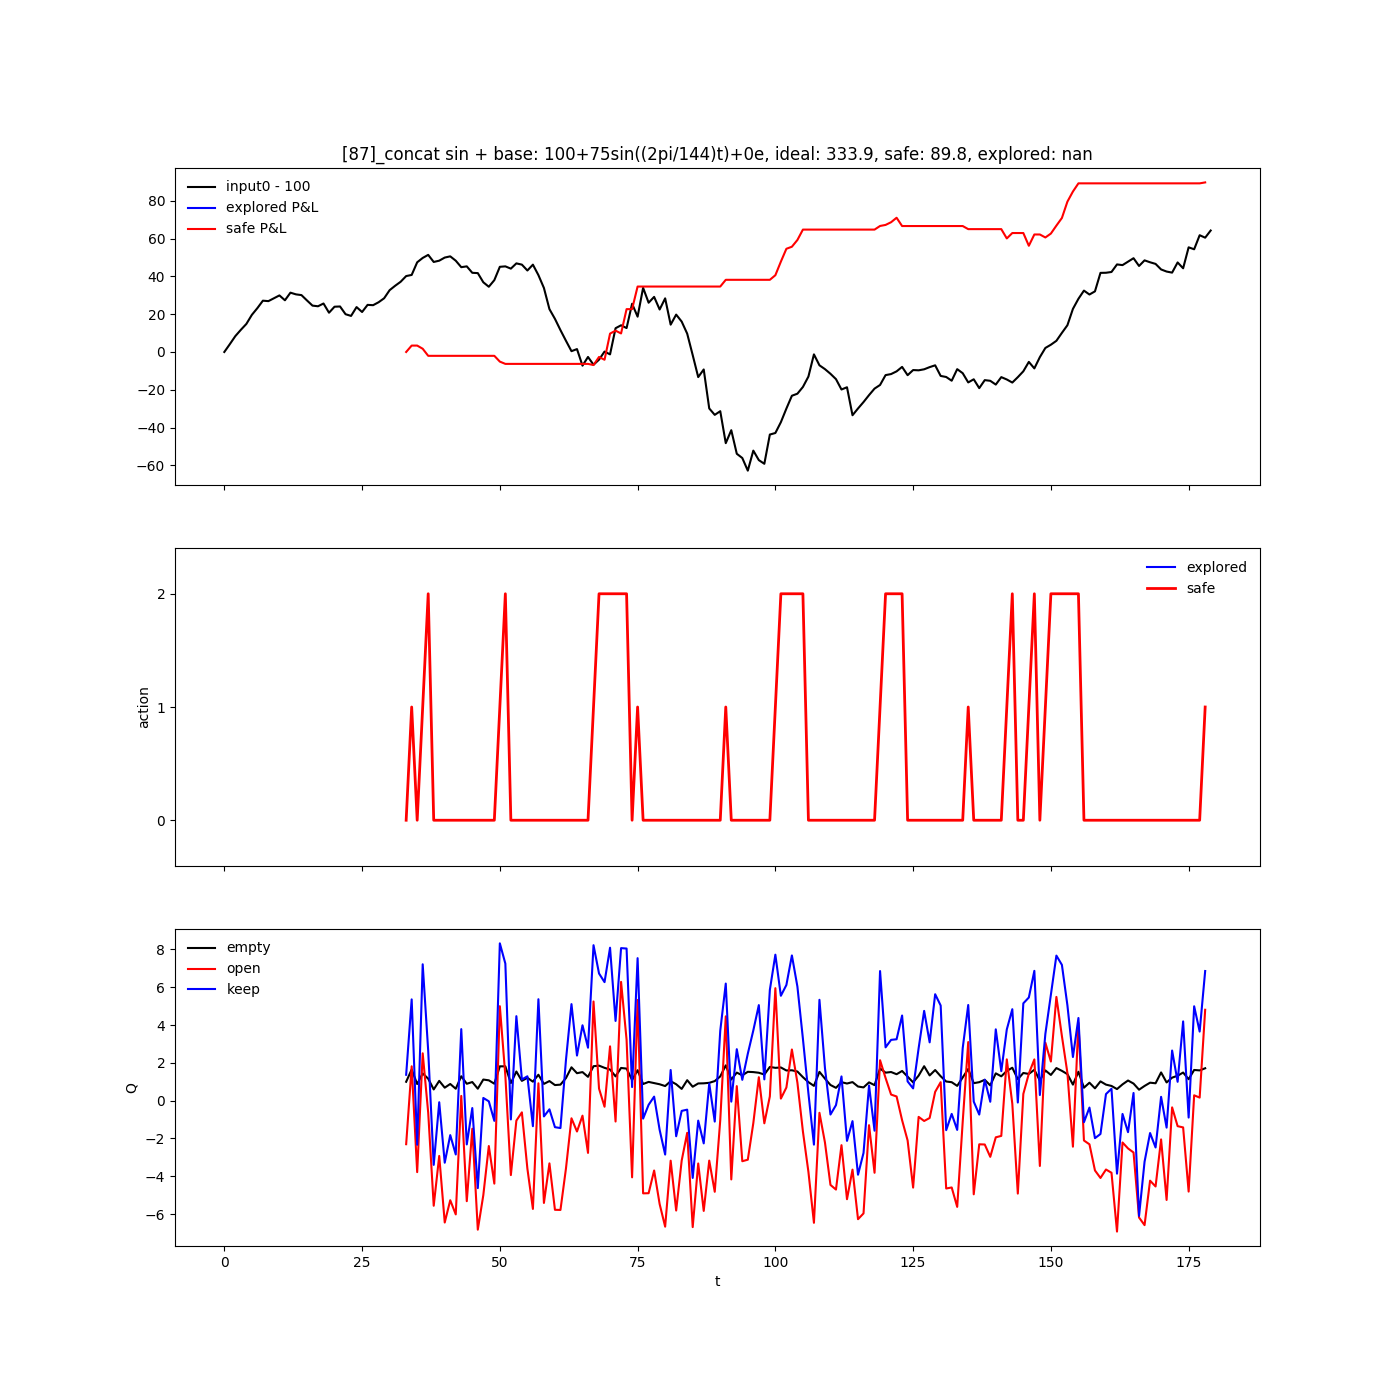 [87]_concat sin + base: 100+75sin((2pi/144)t)+0e, ideal: 333.9, safe: 89.8, explored: nan
input0 - 100
explored P&L
safe P&L
80
60
40
20
0
−20
−40
−60
explored
safe
2
1
0
action
empty
open
keep
8
6
4
2
0
−2
−4
−6
Q
0 25 50 75 100 125 150 175
t